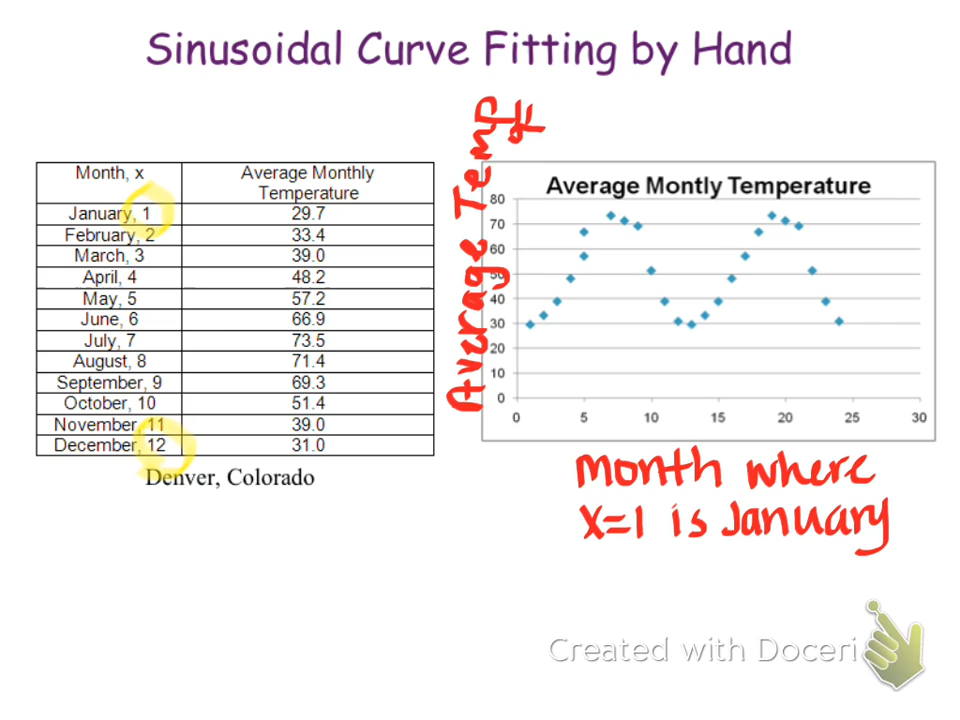 Sinusoidal Curve Fitting by Hand
Month, x Average Monthly
Temperature
January, 1 29.7
February, 2 33.4
March, 3 39.0
April, 4 48.2
May, 5 57.2
June, 6 66.9
July, 7 73.5
August, 8 71.4
September, 9 69.3
October, 10 51.4
November, 11 39.0
December, 12 31.0
Denver, Colorado
Average Temp
°F
Average Montly Temperature
80
70
60
50
40
30
20
10
0
0 5 10 15 20 25 30
month where
x=1 is January
Created with Doceri